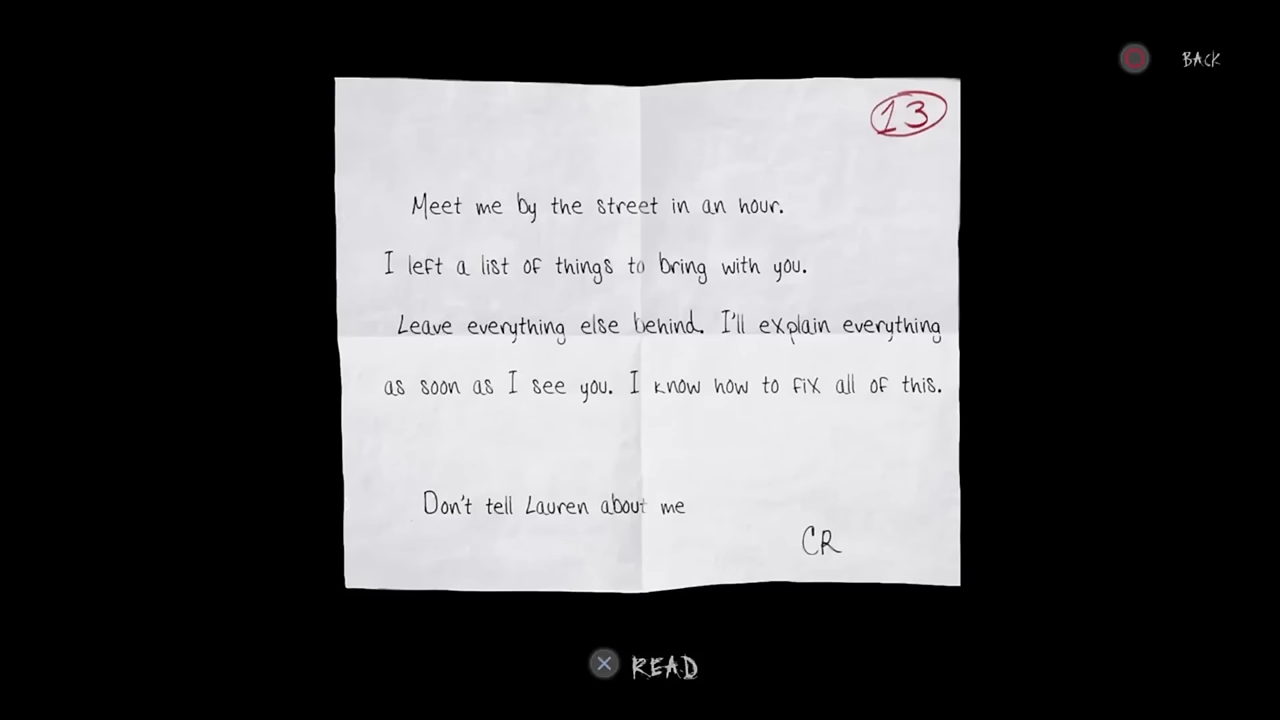 BACK
13
Meet me by the street in an hour.
I left a list of things to bring with you.
Leave everything else behind. I'll explain everything
as soon as I see you. I know how to fix all of this.
Don't tell Lauren about me
CR
READ